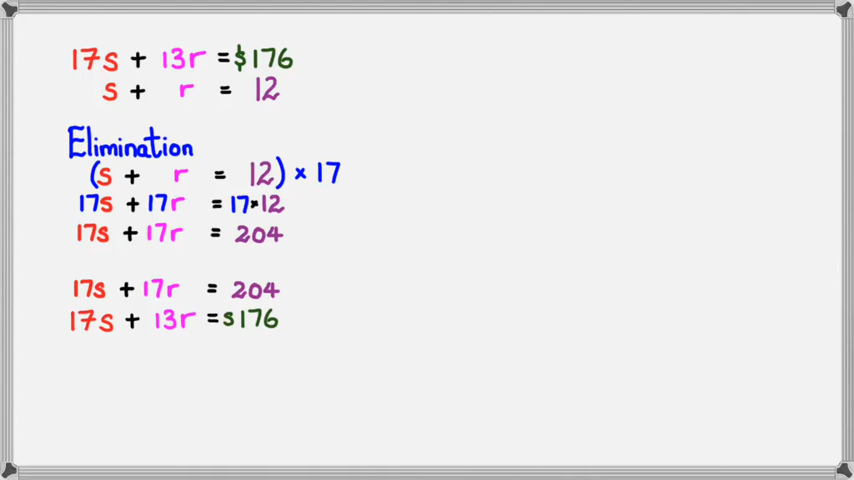 17s + 13r = $176
s + r = 12
Elimination
(s + r = 12) × 17
17s + 17r = 17·12
17s + 17r = 204
17s + 17r = 204
17s + 13r = $176